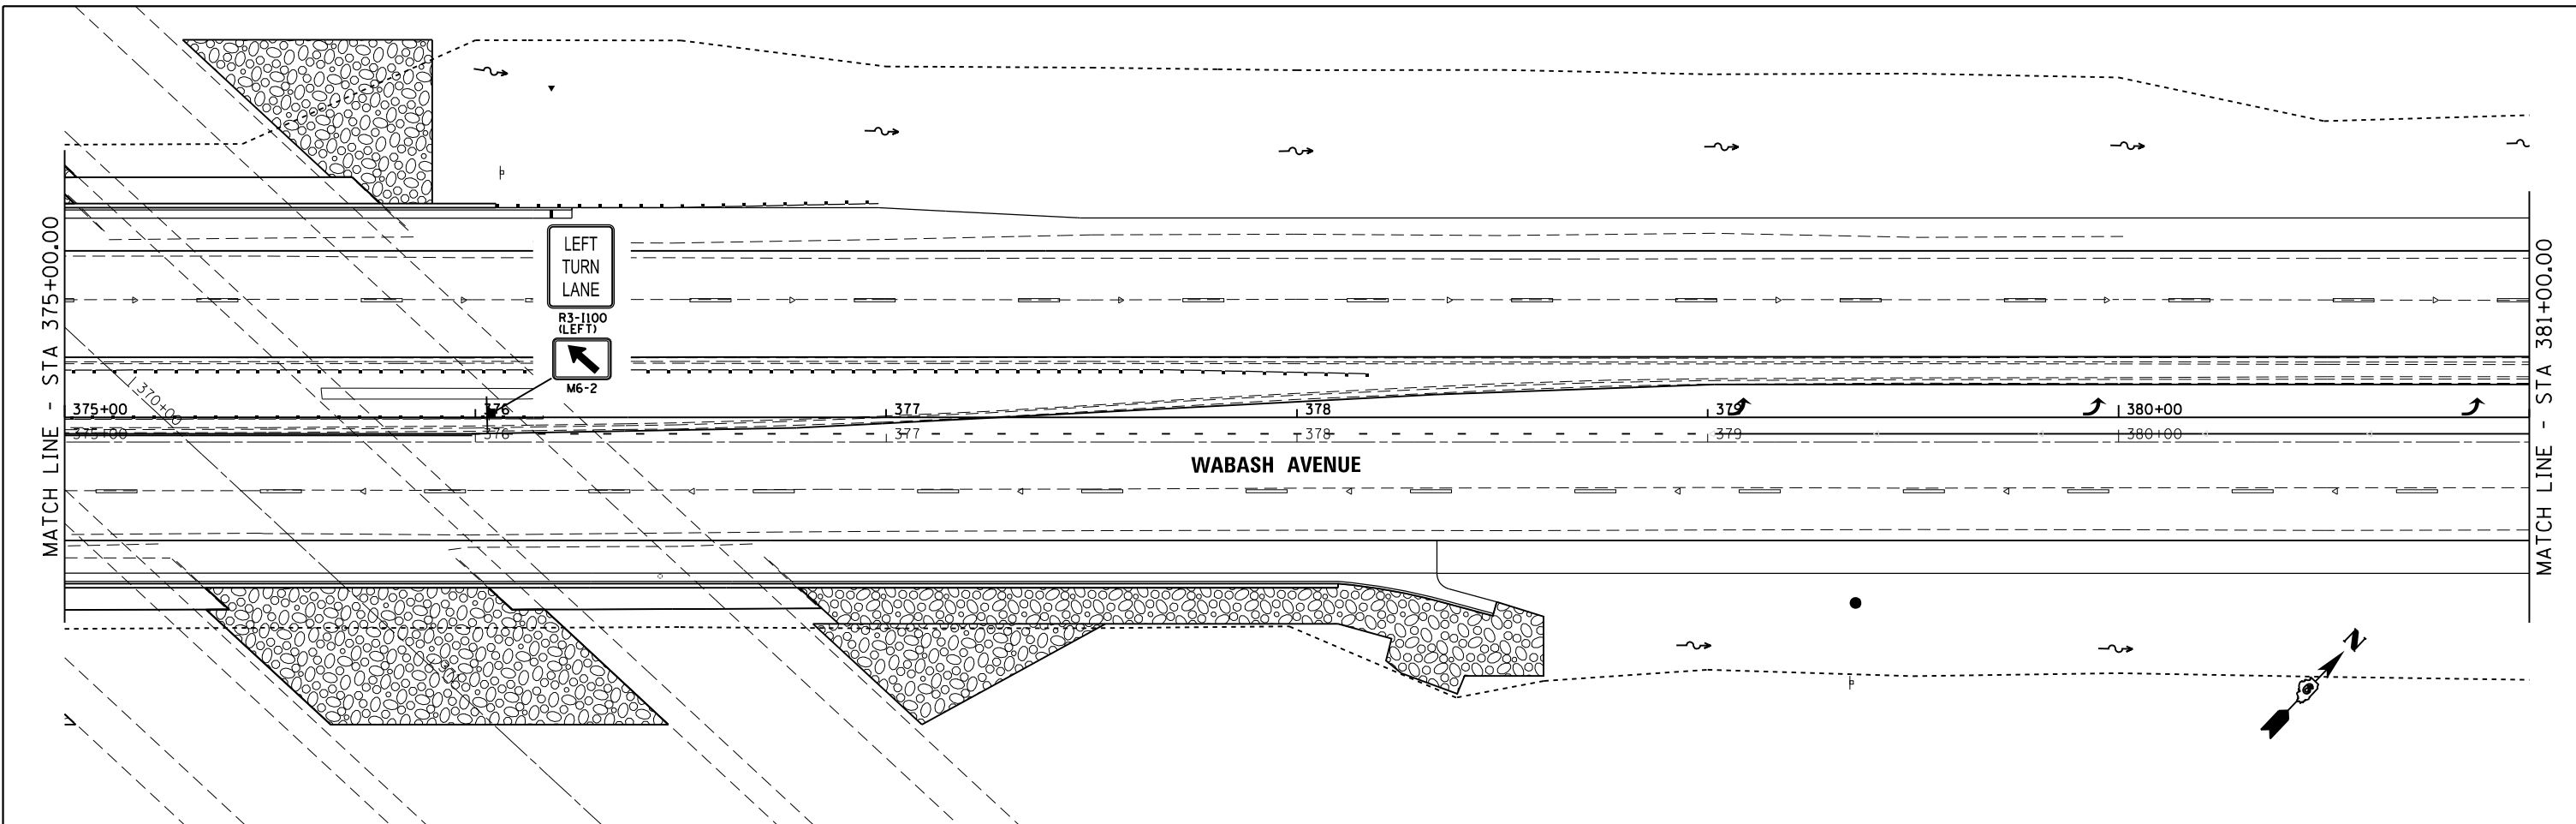 MATCH LINE - STA 375+00.00
LEFT
TURN
LANE
R3-I100
(LEFT)
M6-2
1370+00
375+00
376
377
378
379
380+00
375+00
376
377
378
379
380+00
WABASH AVENUE
N
MATCH LINE - STA 381+00.00